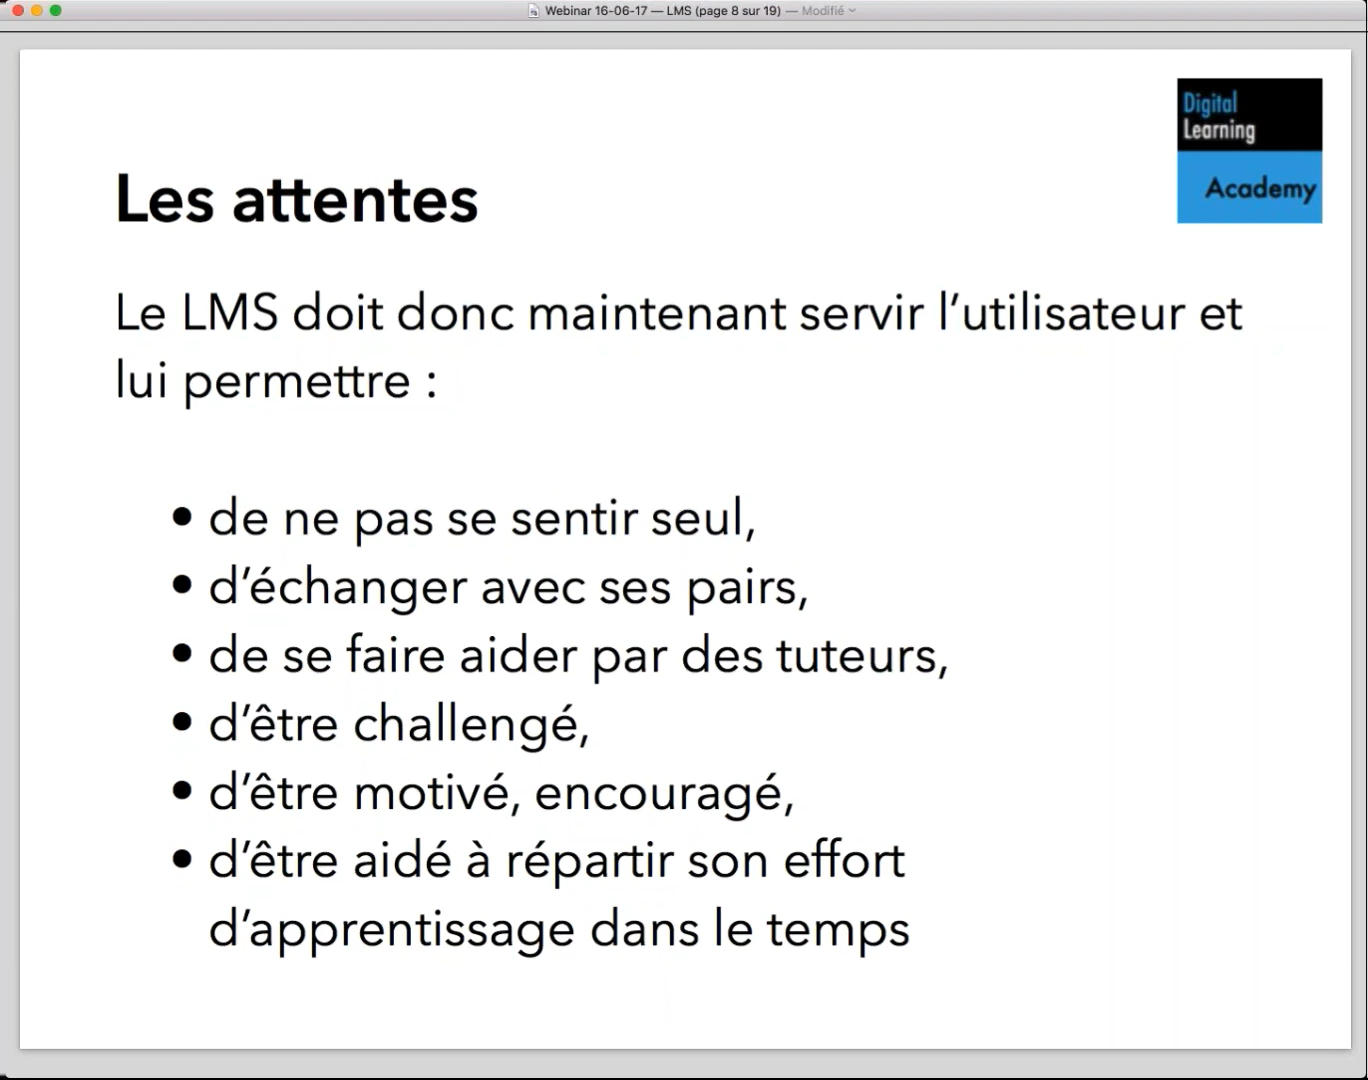 Webinar 16-06-17 — LMS (page 8 sur 19) — Modifié
Digital
Learning
Academy
Les attentes
Le LMS doit donc maintenant servir l’utilisateur et
lui permettre :
• de ne pas se sentir seul,
• d’échanger avec ses pairs,
• de se faire aider par des tuteurs,
• d’être challengé,
• d’être motivé, encouragé,
• d’être aidé à répartir son effort
d’apprentissage dans le temps